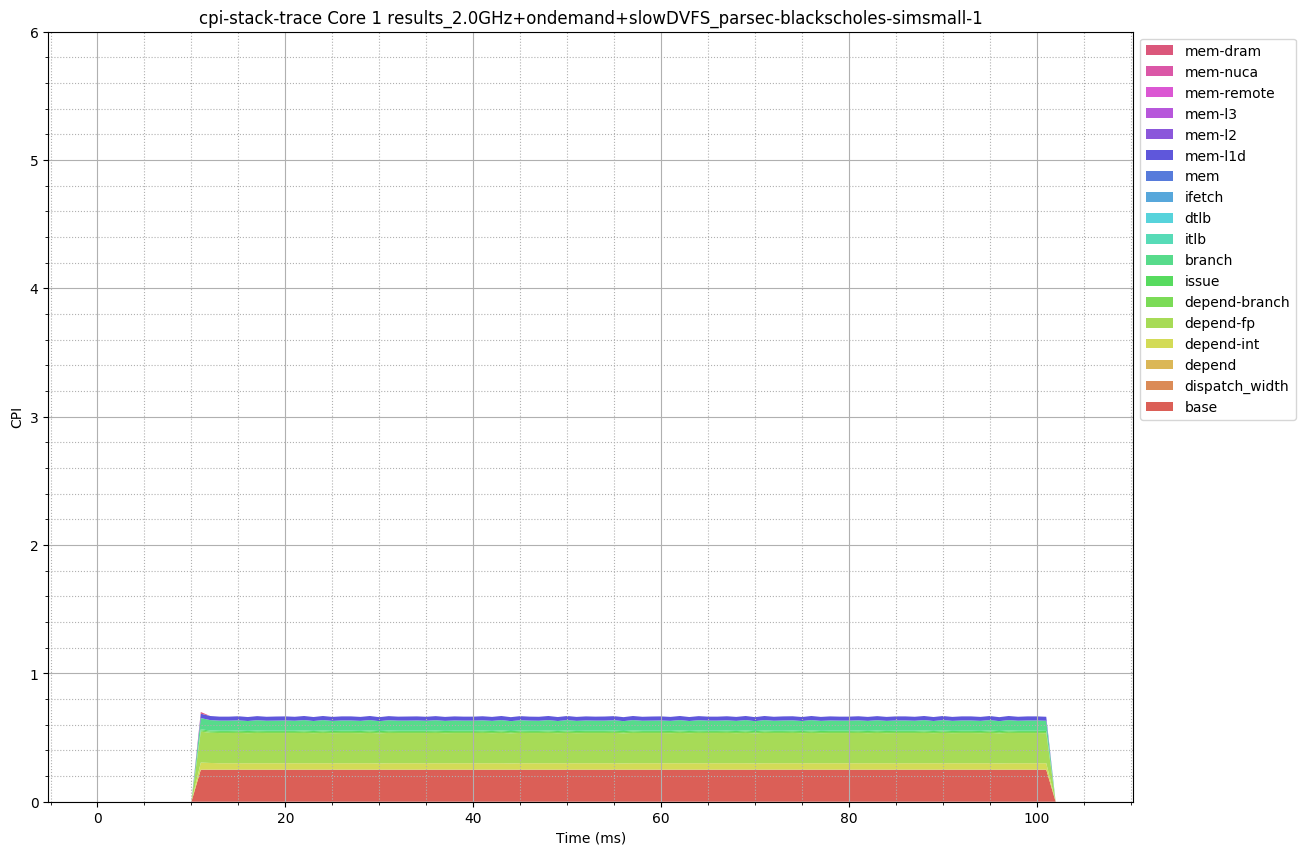 cpi-stack-trace Core 1 results_2.0GHz+ondemand+slowDVFS_parsec-blackscholes-simsmall-1
6
5
4
3
2
1
0
CPI
0 20 40 60 80 100
Time (ms)
mem-dram
mem-nuca
mem-remote
mem-l3
mem-l2
mem-l1d
mem
ifetch
dtlb
itlb
branch
issue
depend-branch
depend-fp
depend-int
depend
dispatch_width
base